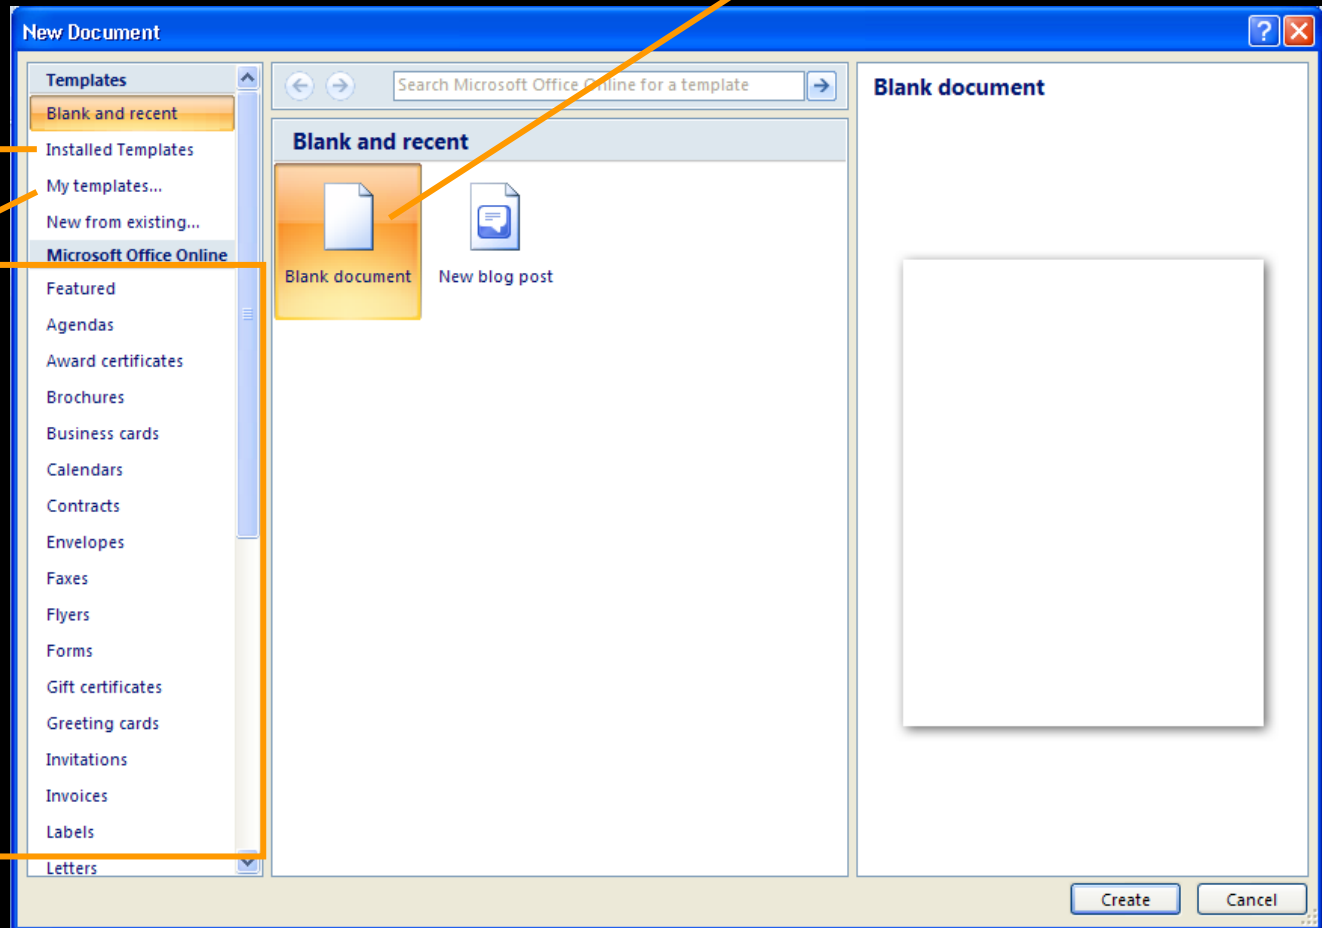 New Document
Templates
Blank and recent
Installed Templates
My templates...
New from existing...
Microsoft Office Online
Featured
Agendas
Award certificates
Brochures
Business cards
Calendars
Contracts
Envelopes
Faxes
Flyers
Forms
Gift certificates
Greeting cards
Invitations
Invoices
Labels
Letters
Search Microsoft Office Online for a template
Blank and recent
Blank document
New blog post
Blank document
Create
Cancel